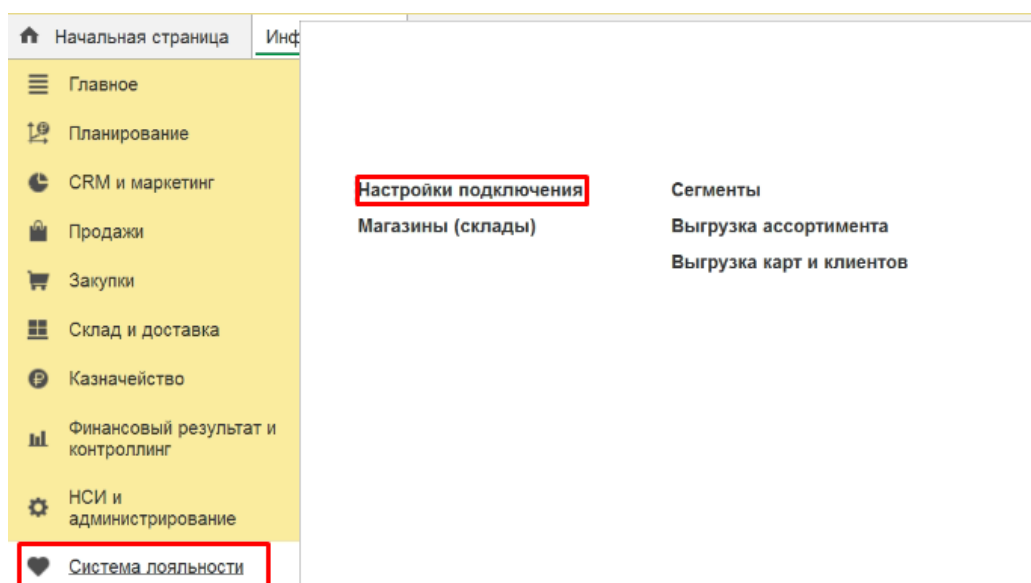 Начальная страница
Инф
Главное
Планирование
CRM и маркетинг
Продажи
Закупки
Склад и доставка
Казначейство
Финансовый результат и
контроллинг
НСИ и
администрирование
Система лояльности
Настройки подключения
Магазины (склады)
Сегменты
Выгрузка ассортимента
Выгрузка карт и клиентов